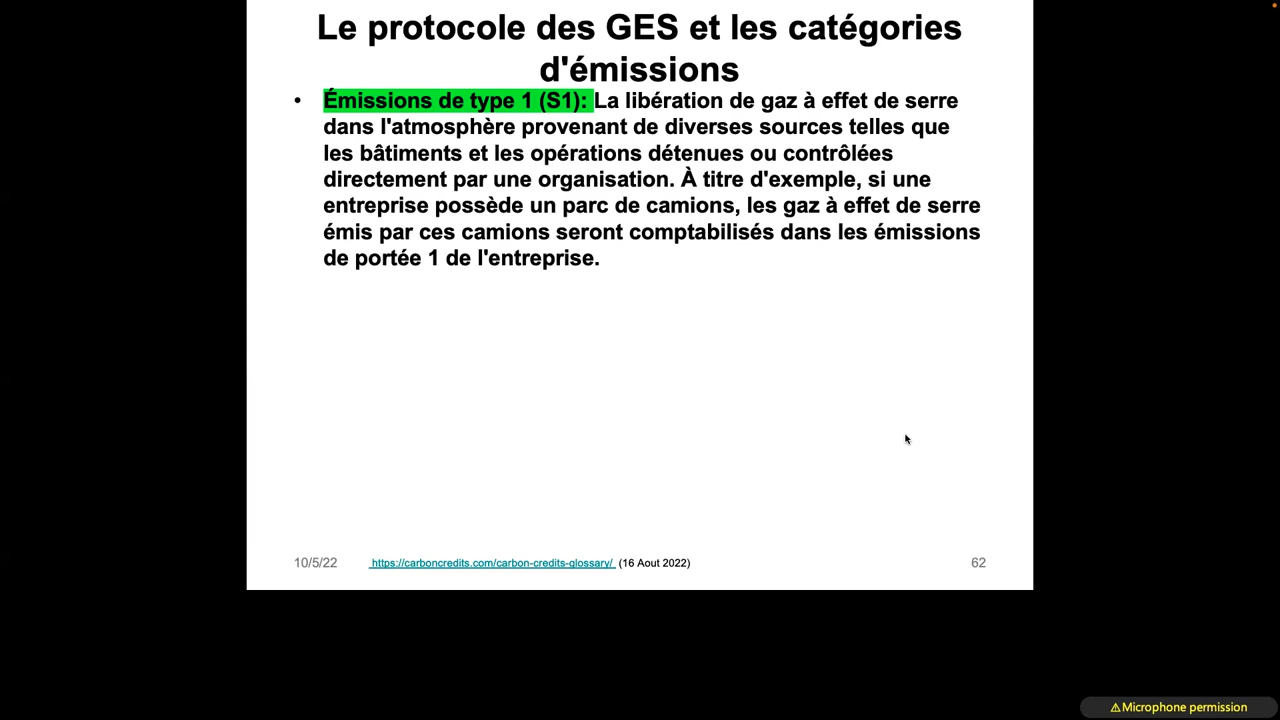 Le protocole des GES et les catégories
d'émissions
• Émissions de type 1 (S1): La libération de gaz à effet de serre
dans l'atmosphère provenant de diverses sources telles que
les bâtiments et les opérations détenues ou contrôlées
directement par une organisation. À titre d'exemple, si une
entreprise possède un parc de camions, les gaz à effet de serre
émis par ces camions seront comptabilisés dans les émissions
de portée 1 de l'entreprise.
10/5/22 https://carboncredits.com/carbon-credits-glossary/ (16 Aout 2022) 62
⚠Microphone permission